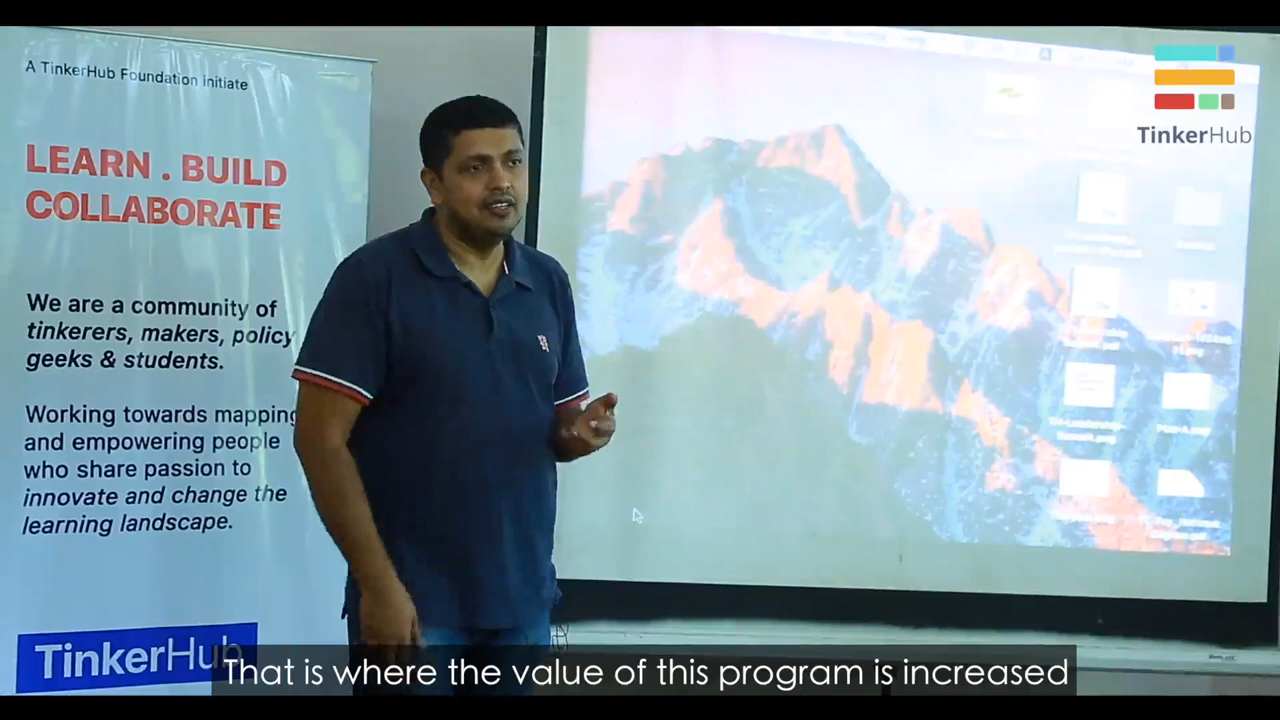 A TinkerHub Foundation initiate
LEARN . BUILD
COLLABORATE
We are a community of
tinkerers, makers, policy
geeks & students.
Working towards mapping
and empowering people
who share passion to
innovate and change the
learning landscape.
TinkerHub
TinkerHub
That is where the value of this program is increased